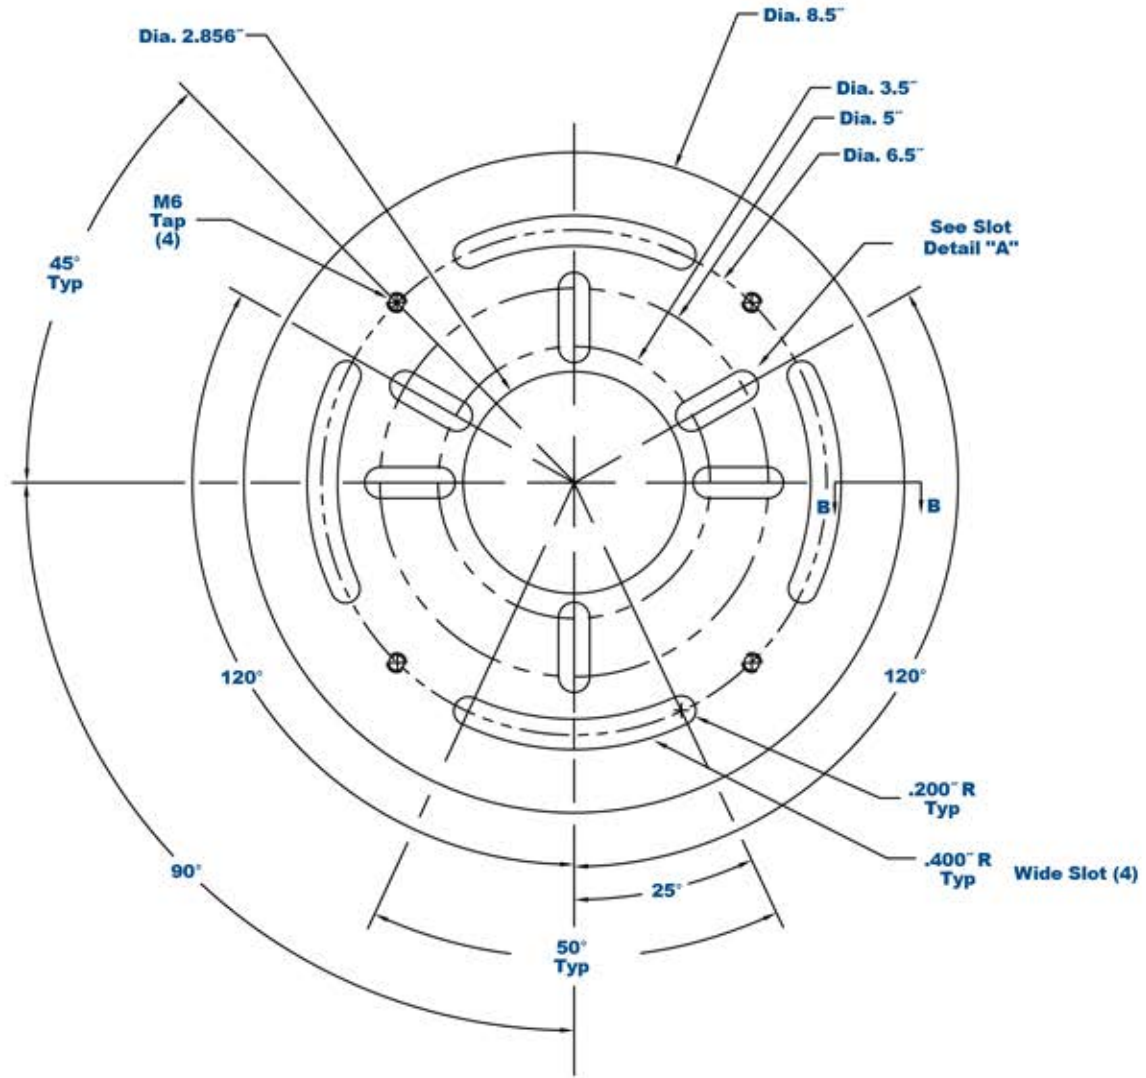 Dia. 8.5″
Dia. 2.856″
Dia. 3.5″
Dia. 5″
Dia. 6.5″
M6
Tap
(4)
See Slot
Detail "A"
45°
Typ
B
B
120°
120°
.200″ R
Typ
90°
.400″ R
Typ
Wide Slot (4)
25°
50°
Typ